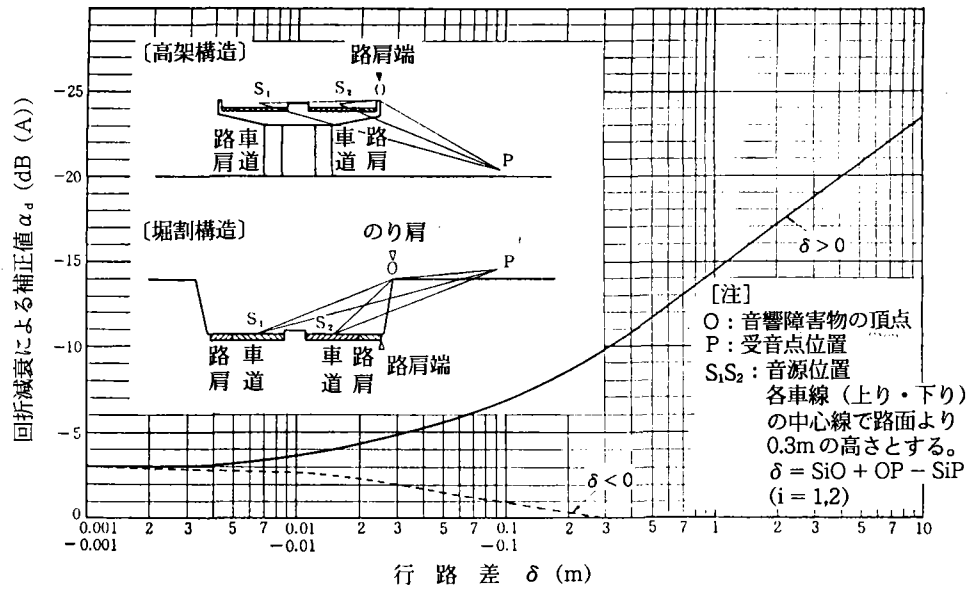 回折減衰による補正値 αd (dB (A))
-25
-20
-15
-10
-5
0
〔高架構造〕
路肩端
S₁
S₂
O
路肩
車道
車道
路肩
P
〔堀割構造〕
のり肩
O
P
S₁
S₂
路肩
車道
車道
路肩
路肩端
δ>0
δ<0
［注］
O：音響障害物の頂点
P：受音点位置
S₁S₂：音源位置
各車線（上り・下り）
の中心線で路面より
0.3mの高さとする。
δ = SiO + OP − SiP
(i = 1,2)
0.001 2 3 5 7 0.01 2 3 5 7 0.1 2 3 5 7 1 2 3 5 7 10
-0.001 -0.01 -0.1
行路差 δ (m)